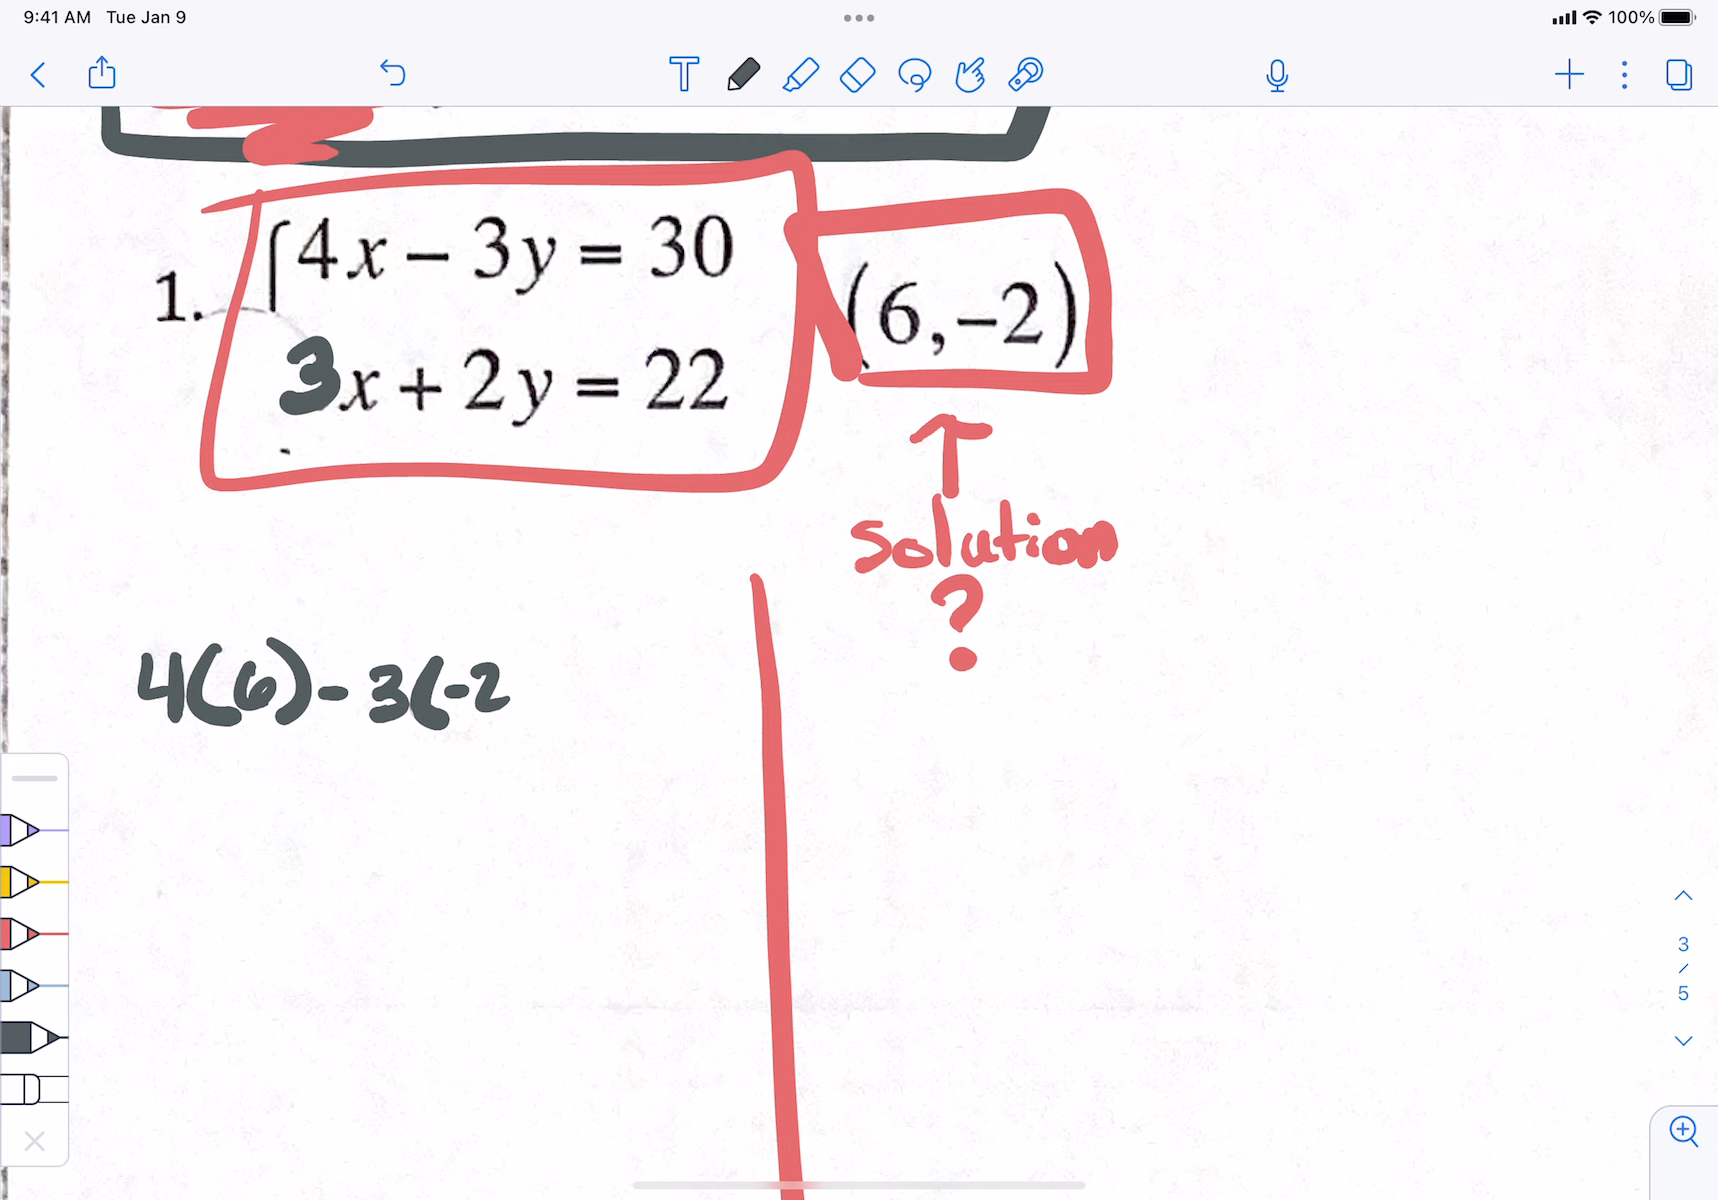 9:41 AM Tue Jan 9
100%
T
1.
4x − 3y = 30
3x + 2y = 22
(6,−2)
solution
?
4(6)- 3(-2
3
/
5